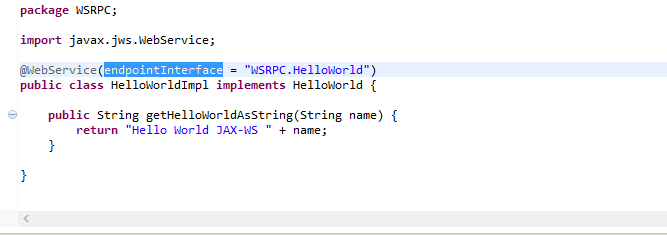 package WSRPC;
import javax.jws.WebService;
@WebService(endpointInterface = "WSRPC.HelloWorld")
public class HelloWorldImpl implements HelloWorld {
public String getHelloWorldAsString(String name) {
return "Hello World JAX-WS " + name;
}
}